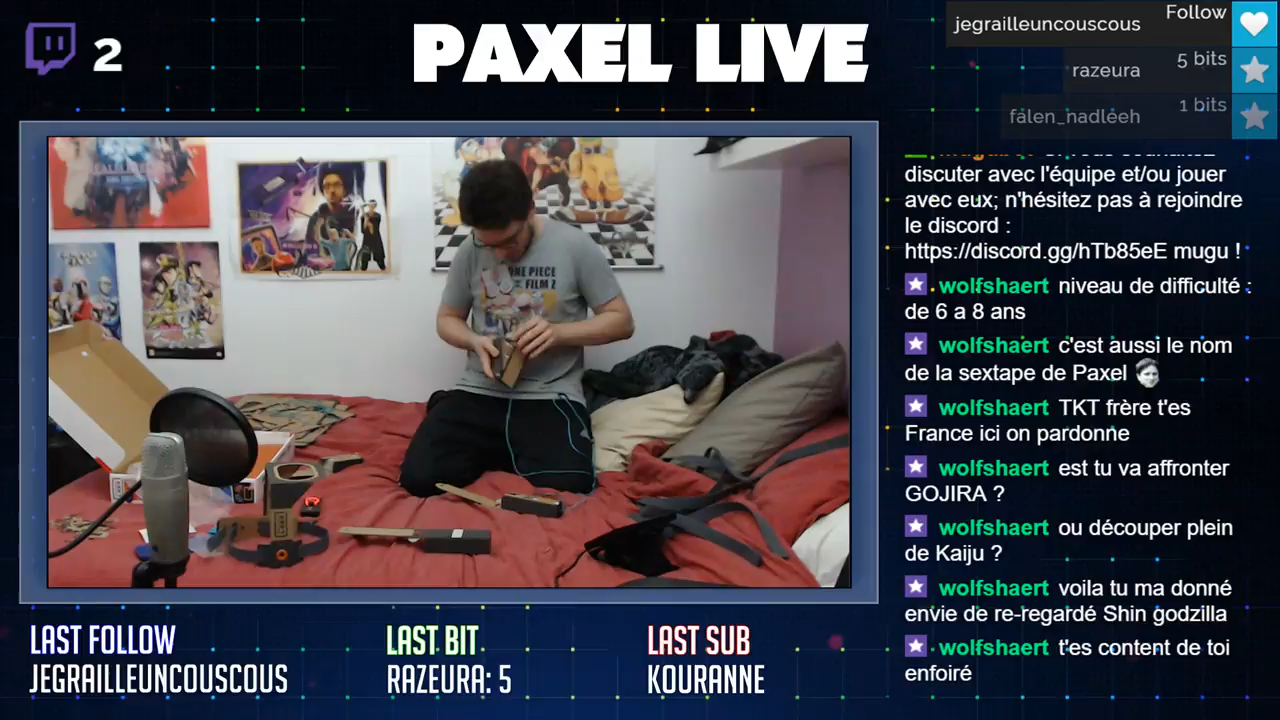 2
PAXEL LIVE
jegrailleuncouscous Follow
razeura 5 bits
fálen_nadlééh 1 bits
discuter avec l'équipe et/ou jouer
avec eux; n'hésitez pas à rejoindre
le discord :
https://discord.gg/hTb85eE mugu !
wolfshaert niveau de difficulté :
de 6 a 8 ans
wolfshaert c'est aussi le nom
de la sextape de Paxel
wolfshaert TKT frère t'es
France ici on pardonne
wolfshaert est tu va affronter
GOJIRA ?
wolfshaert ou découper plein
de Kaiju ?
wolfshaert voila tu ma donné
envie de re-regardé Shin godzilla
wolfshaert t'es content de toi
enfoiré
ONE PIECE
FILM Z
LAST FOLLOW
JEGRAILLEUNCOUSCOUS
LAST BIT
RAZEURA: 5
LAST SUB
KOURANNE